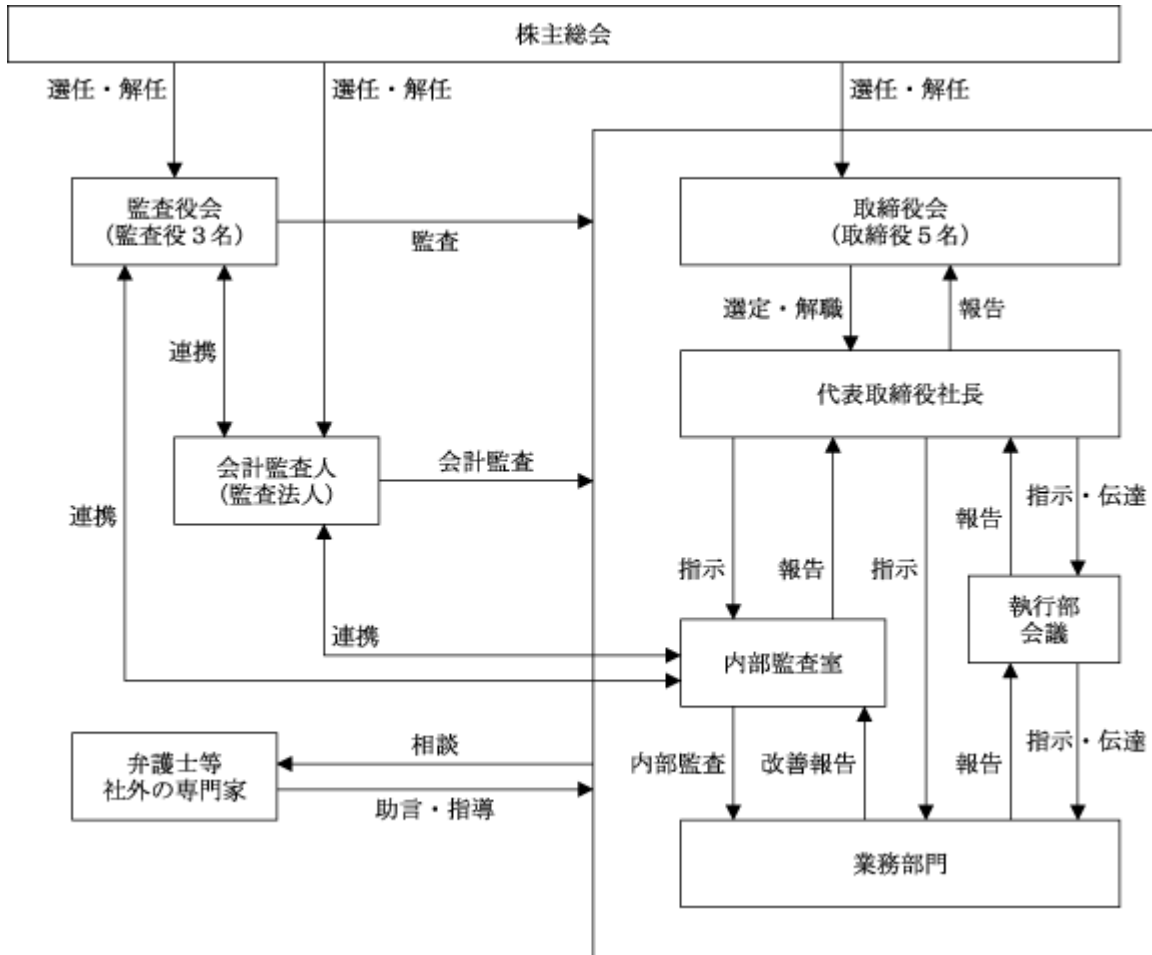 株主総会
選任・解任
選任・解任
選任・解任
監査役会
（監査役３名）
監査
取締役会
（取締役５名）
選定・解職
報告
連携
代表取締役社長
会計監査人
（監査法人）
会計監査
連携
指示
報告
指示
報告
指示・伝達
執行部
会議
連携
内部監査室
弁護士等
社外の専門家
相談
助言・指導
内部監査
改善報告
報告
指示・伝達
業務部門